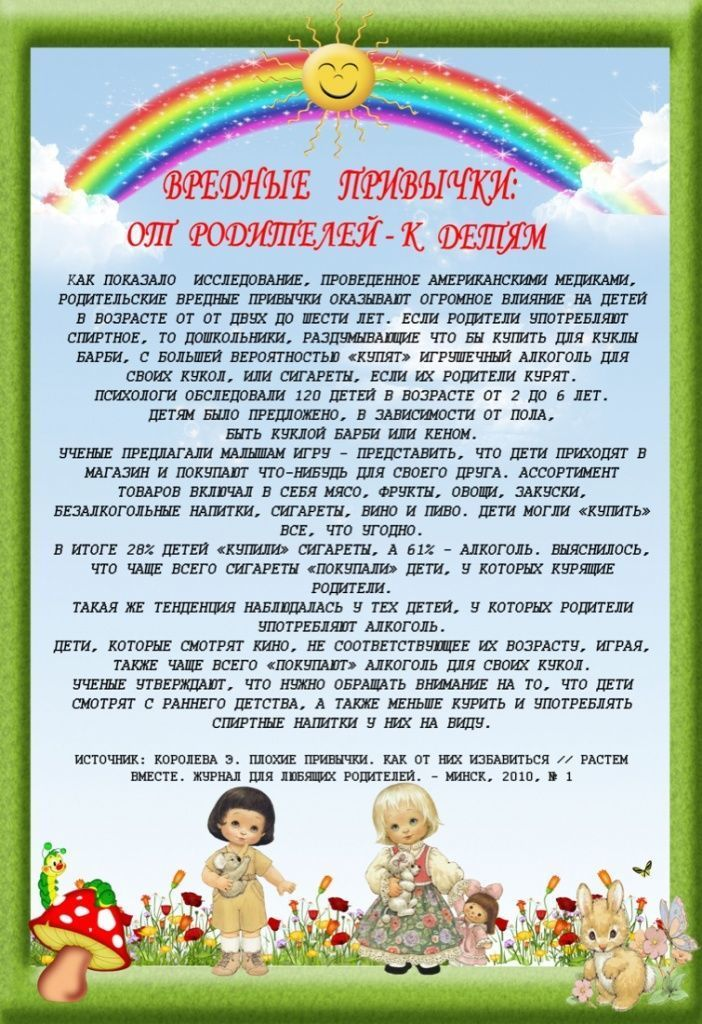 ВРЕДНЫЕ ПРИВЫЧКИ:
ОТ РОДИТЕЛЕЙ - К ДЕТЯМ
КАК ПОКАЗАЛО ИССЛЕДОВАНИЕ, ПРОВЕДЕННОЕ АМЕРИКАНСКИМИ МЕДИКАМИ,
РОДИТЕЛЬСКИЕ ВРЕДНЫЕ ПРИВЫЧКИ ОКАЗЫВАЮТ ОГРОМНОЕ ВЛИЯНИЕ НА ДЕТЕЙ
В ВОЗРАСТЕ ОТ ОТ ДВУХ ДО ШЕСТИ ЛЕТ. ЕСЛИ РОДИТЕЛИ УПОТРЕБЛЯЮТ
СПИРТНОЕ, ТО ДОШКОЛЬНИКИ, РАЗДУМЫВАЮЩИЕ ЧТО БЫ КУПИТЬ ДЛЯ КУКЛЫ
БАРБИ, С БОЛЬШЕЙ ВЕРОЯТНОСТЬЮ «КУПЯТ» ИГРУШЕЧНЫЙ АЛКОГОЛЬ ДЛЯ
СВОИХ КУКОЛ, ИЛИ СИГАРЕТЫ, ЕСЛИ ИХ РОДИТЕЛИ КУРЯТ.
ПСИХОЛОГИ ОБСЛЕДОВАЛИ 120 ДЕТЕЙ В ВОЗРАСТЕ ОТ 2 ДО 6 ЛЕТ.
ДЕТЯМ БЫЛО ПРЕДЛОЖЕНО, В ЗАВИСИМОСТИ ОТ ПОЛА,
БЫТЬ КУКЛОЙ БАРБИ ИЛИ КЕНОМ.
УЧЕНЫЕ ПРЕДЛАГАЛИ МАЛЫШАМ ИГРУ - ПРЕДСТАВИТЬ, ЧТО ДЕТИ ПРИХОДЯТ В
МАГАЗИН И ПОКУПАЮТ ЧТО-НИБУДЬ ДЛЯ СВОЕГО ДРУГА. АССОРТИМЕНТ
ТОВАРОВ ВКЛЮЧАЛ В СЕБЯ МЯСО, ФРУКТЫ, ОВОЩИ, ЗАКУСКИ,
БЕЗАЛКОГОЛЬНЫЕ НАПИТКИ, СИГАРЕТЫ, ВИНО И ПИВО. ДЕТИ МОГЛИ «КУПИТЬ»
ВСЕ, ЧТО УГОДНО.
В ИТОГЕ 28% ДЕТЕЙ «КУПИЛИ» СИГАРЕТЫ, А 61% - АЛКОГОЛЬ. ВЫЯСНИЛОСЬ,
ЧТО ЧАЩЕ ВСЕГО СИГАРЕТЫ «ПОКУПАЛИ» ДЕТИ, У КОТОРЫХ КУРЯЩИЕ
РОДИТЕЛИ.
ТАКАЯ ЖЕ ТЕНДЕНЦИЯ НАБЛЮДАЛАСЬ У ТЕХ ДЕТЕЙ, У КОТОРЫХ РОДИТЕЛИ
УПОТРЕБЛЯЮТ АЛКОГОЛЬ.
ДЕТИ, КОТОРЫЕ СМОТРЯТ КИНО, НЕ СООТВЕТСТВУЮЩЕЕ ИХ ВОЗРАСТУ, ИГРАЯ,
ТАКЖЕ ЧАЩЕ ВСЕГО «ПОКУПАЮТ» АЛКОГОЛЬ ДЛЯ СВОИХ КУКОЛ.
УЧЕНЫЕ УТВЕРЖДАЮТ, ЧТО НУЖНО ОБРАЩАТЬ ВНИМАНИЕ НА ТО, ЧТО ДЕТИ
СМОТРЯТ С РАННЕГО ДЕТСТВА, А ТАКЖЕ МЕНЬШЕ КУРИТЬ И УПОТРЕБЛЯТЬ
СПИРТНЫЕ НАПИТКИ У НИХ НА ВИДУ.
ИСТОЧНИК: КОРОЛЕВА Э. ПЛОХИЕ ПРИВЫЧКИ. КАК ОТ НИХ ИЗБАВИТЬСЯ // РАСТЕМ
ВМЕСТЕ. ЖУРНАЛ ДЛЯ ЛЮБЯЩИХ РОДИТЕЛЕЙ. - МИНСК, 2010, № 1